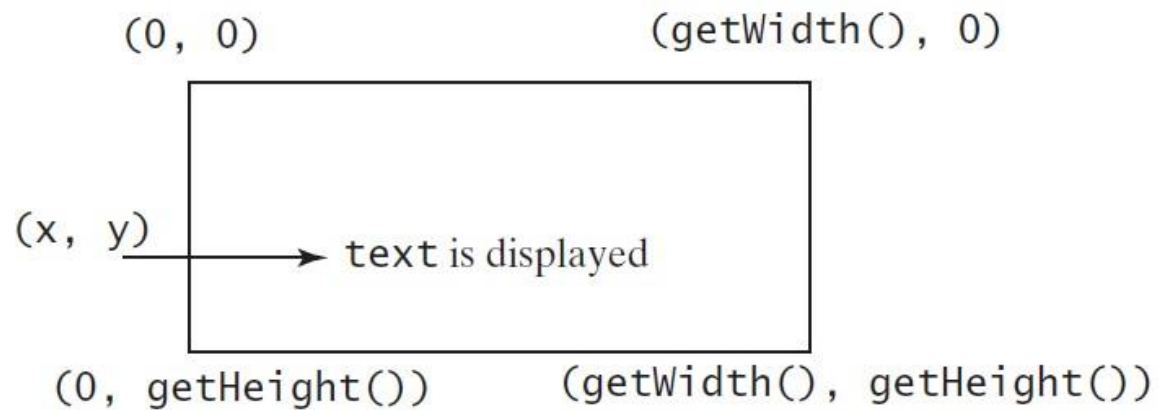 (0, 0) (getWidth(), 0)
(x, y)
text is displayed
(0, getHeight()) (getWidth(), getHeight())